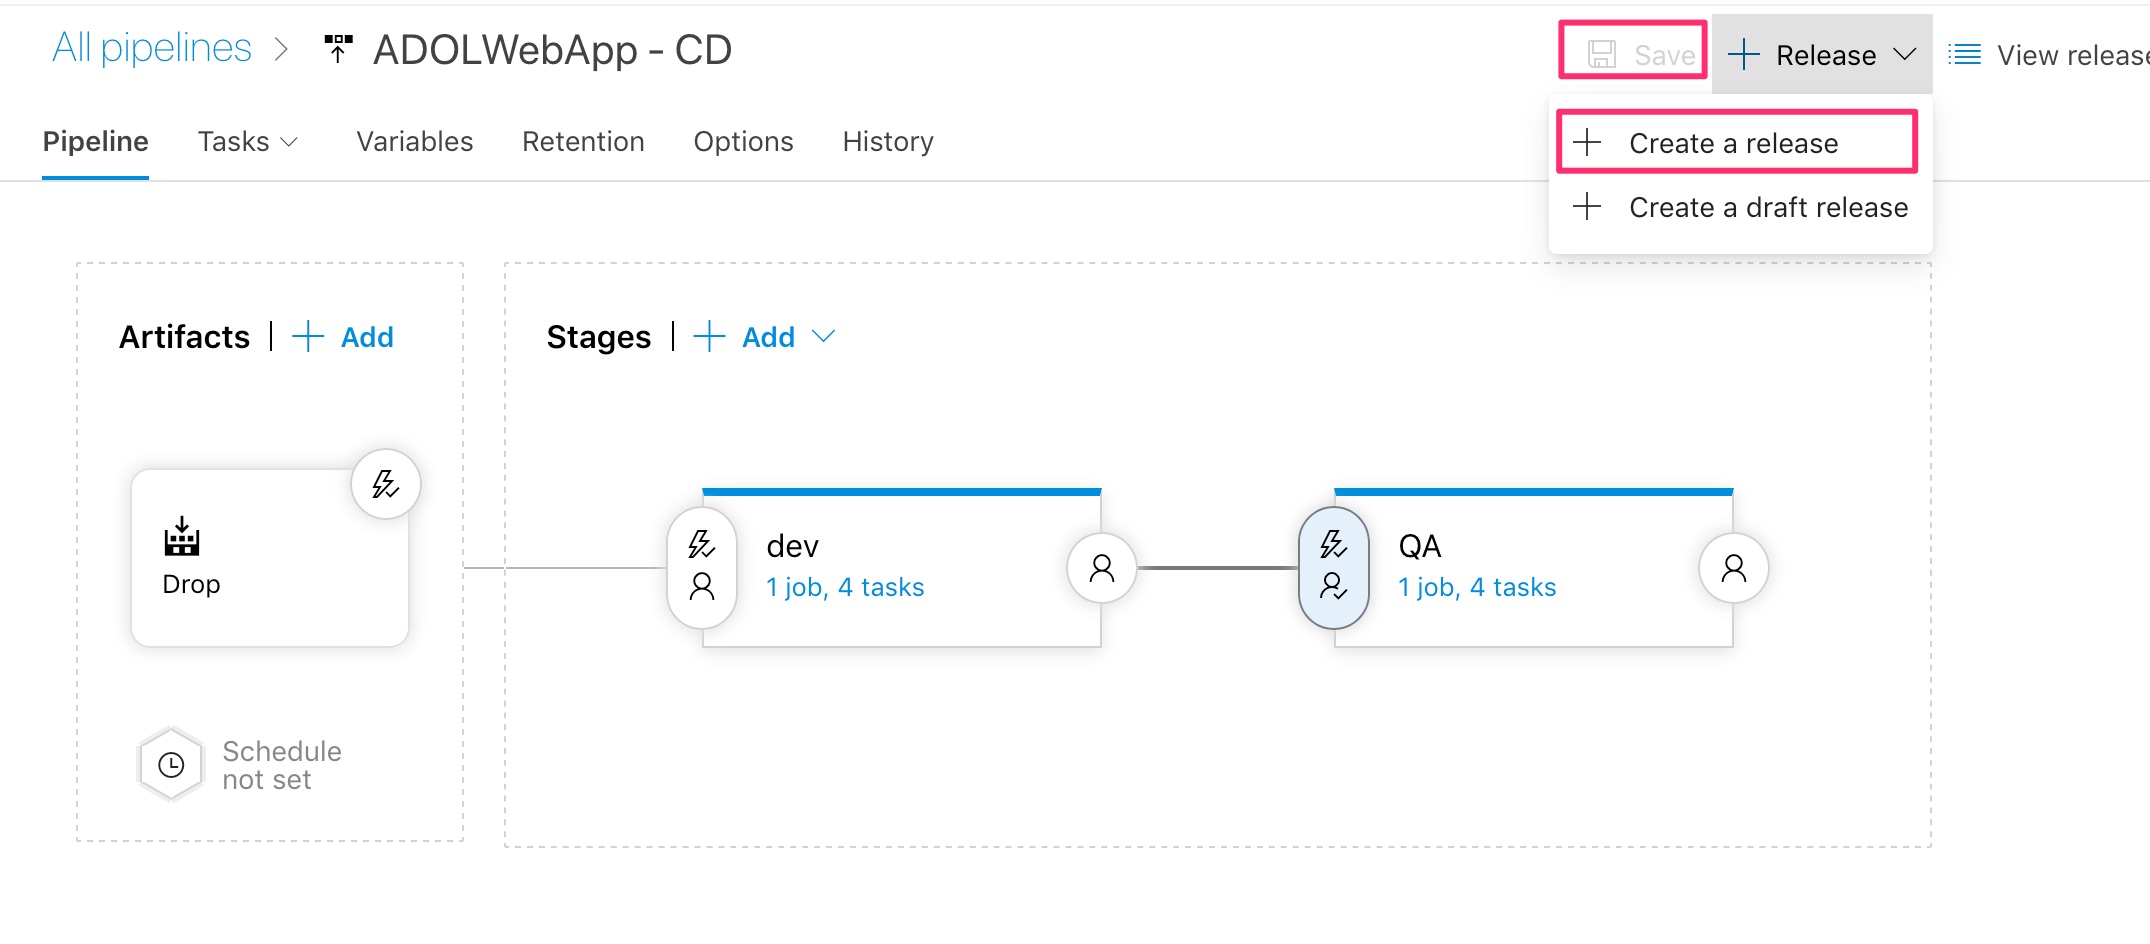 All pipelines > ADOLWebApp - CD
Save
Release
View release
Pipeline Tasks Variables Retention Options History
Create a release
Create a draft release
Artifacts | + Add
Stages | + Add
Drop
dev
1 job, 4 tasks
QA
1 job, 4 tasks
Schedule
not set